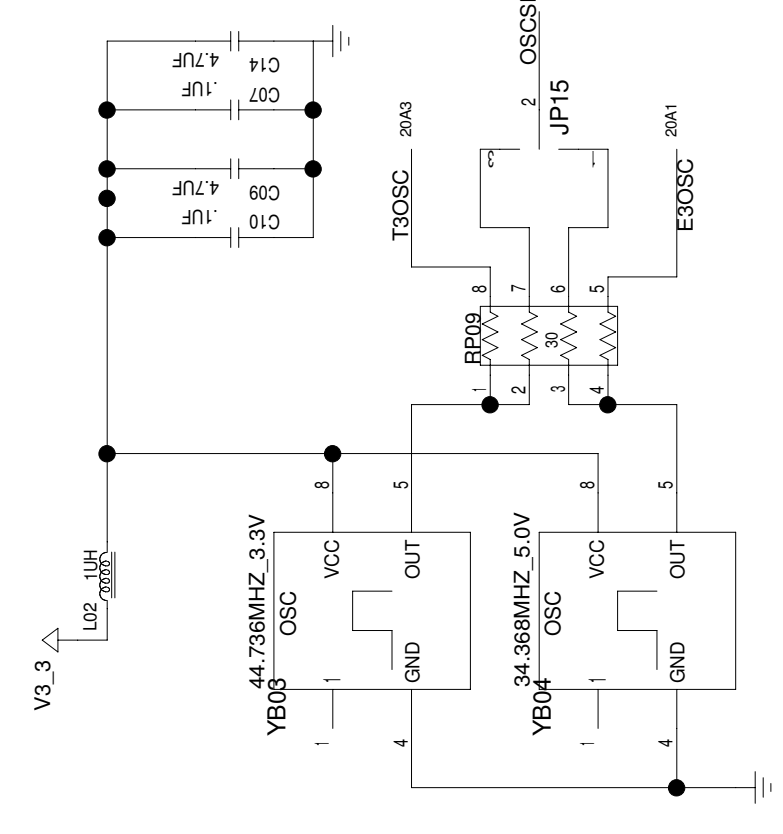 OSCS
2
JP15
3
1
4.7UF
C14
.1UF
C07
4.7UF
C09
.1UF
C10
20A3
T3OSC
20A1
E3OSC
8
7
6
5
RP09
30
1
2
3
4
V3_3
L02
1UH
44.736MHZ_3.3V
OSC
YB03
8
5
VCC
OUT
1
GND
1
4
34.368MHZ_5.0V
OSC
YB04
8
5
VCC
OUT
1
GND
1
4